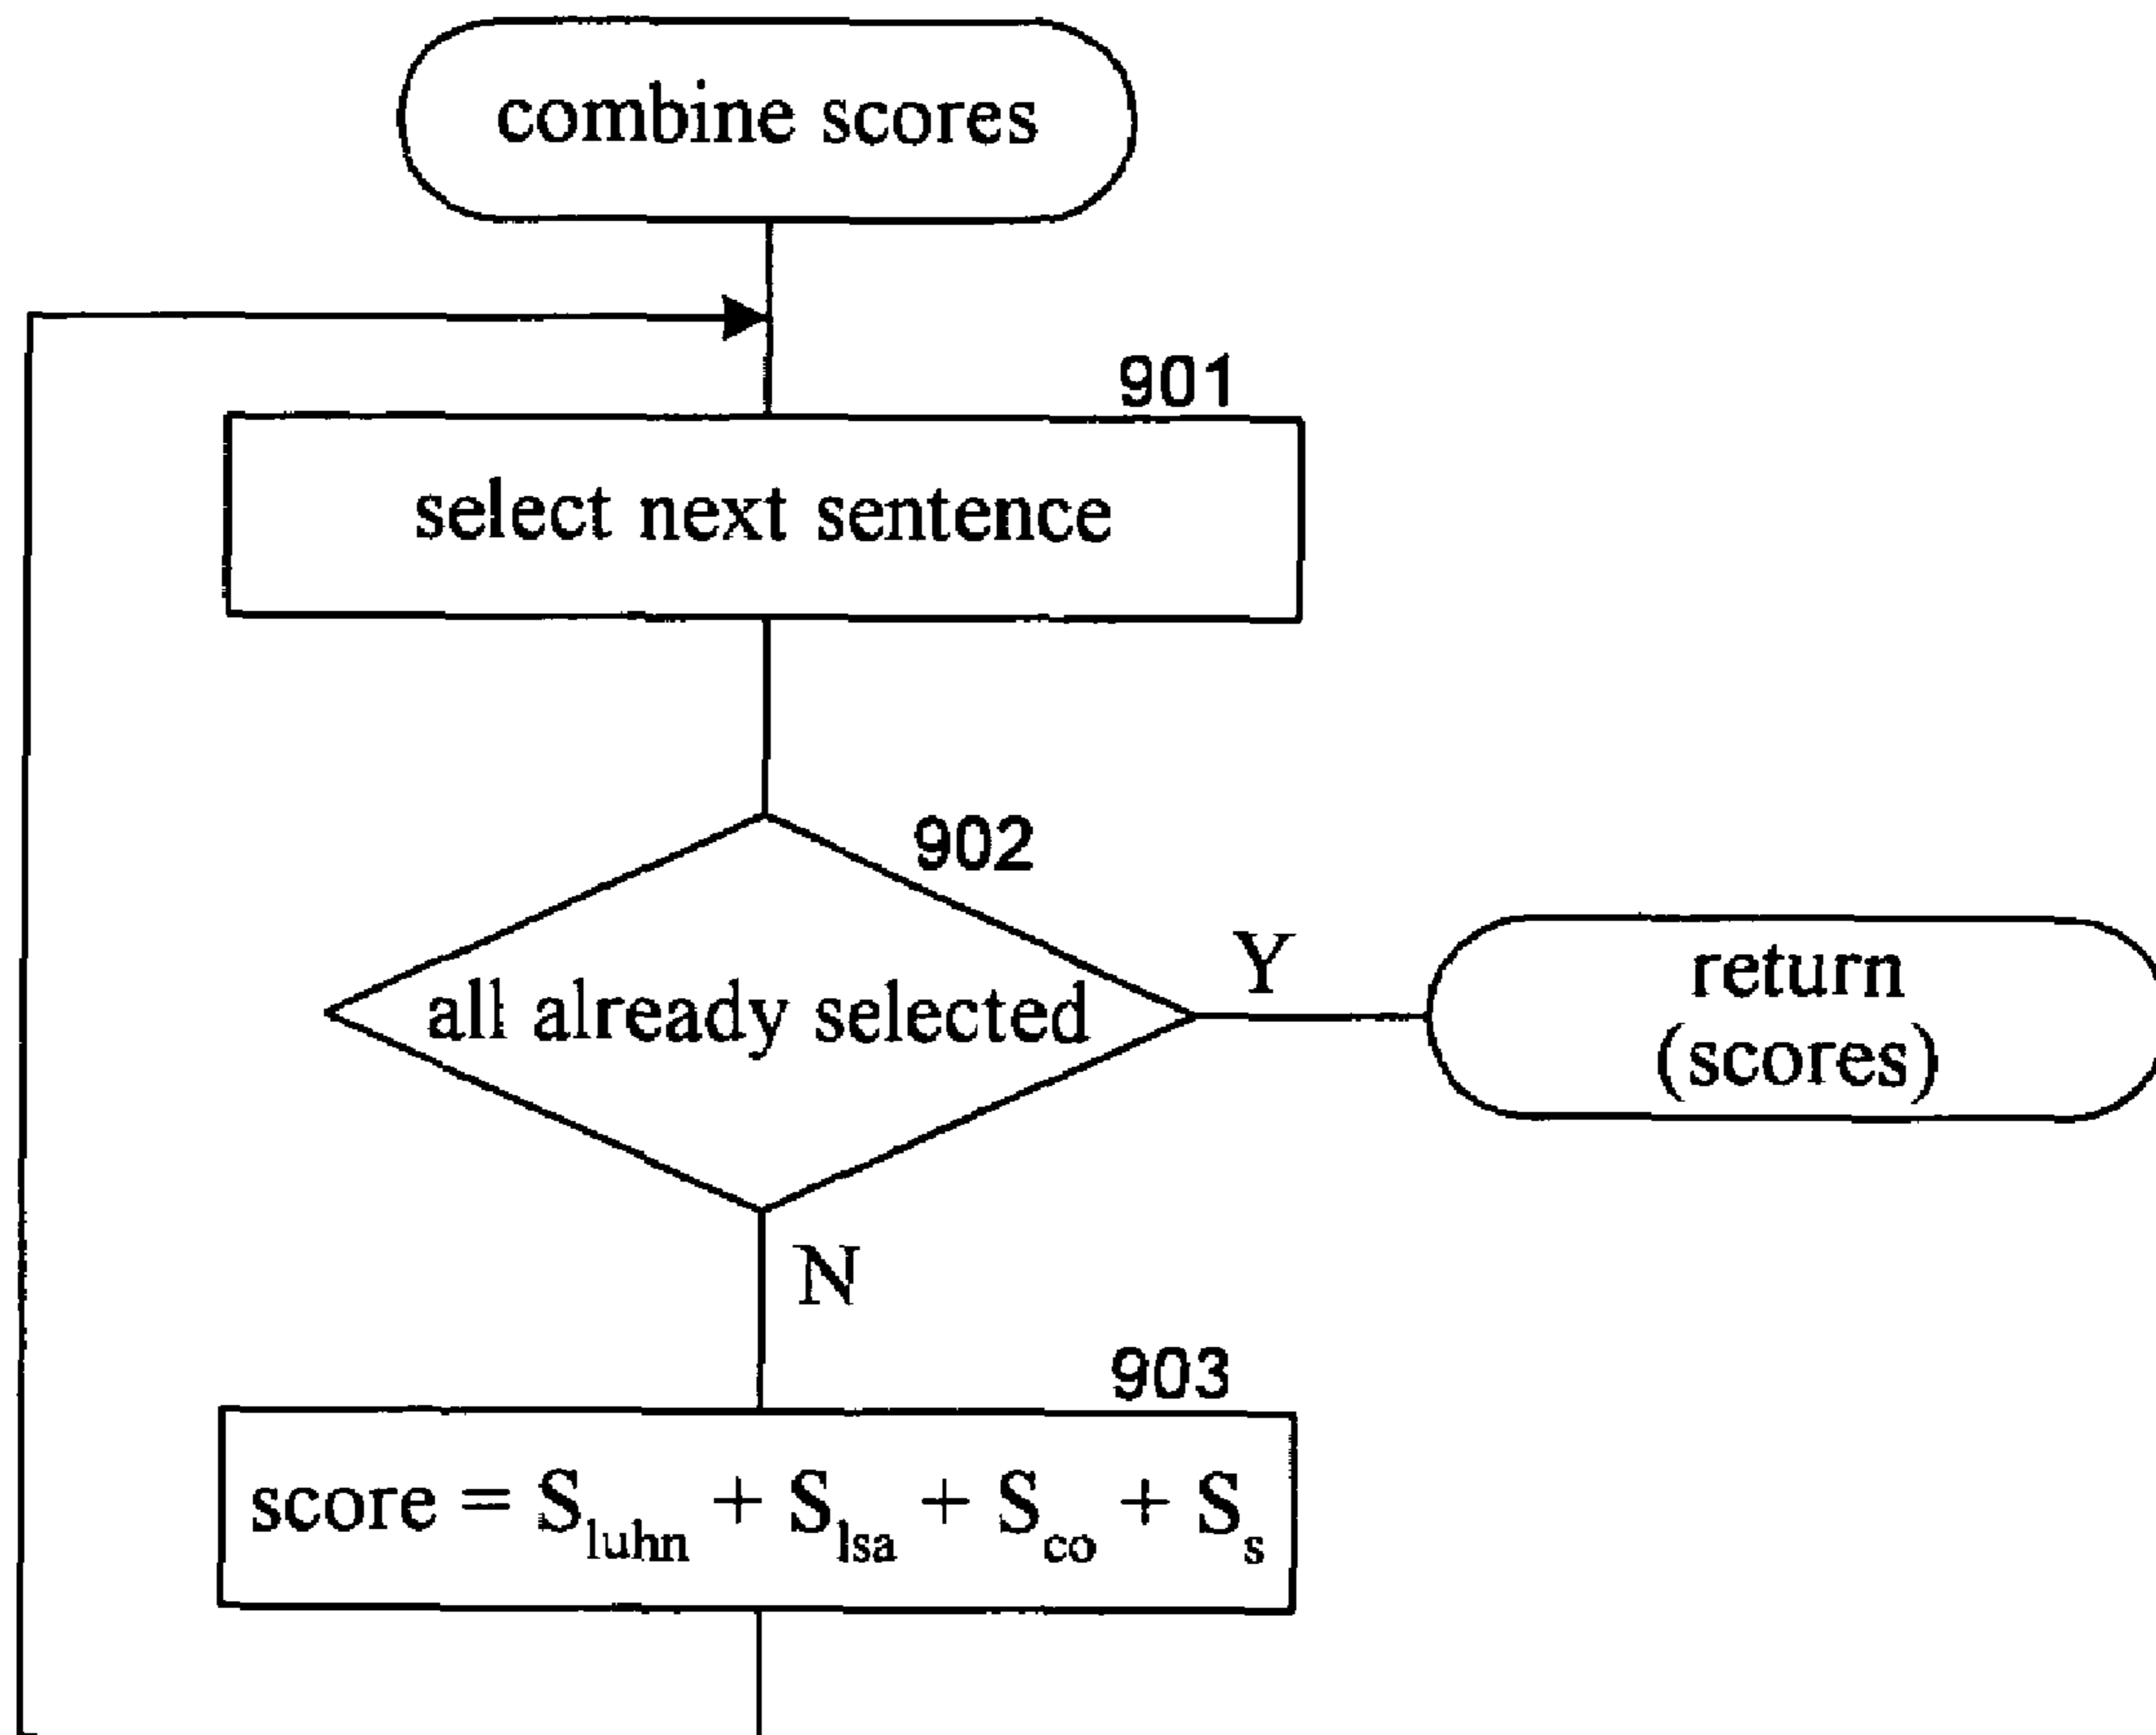 combine scores
901
select next sentence
902
all already selected
Y
return
(scores)
N
903
score = S_luhn + S_lsa + S_co + S_s